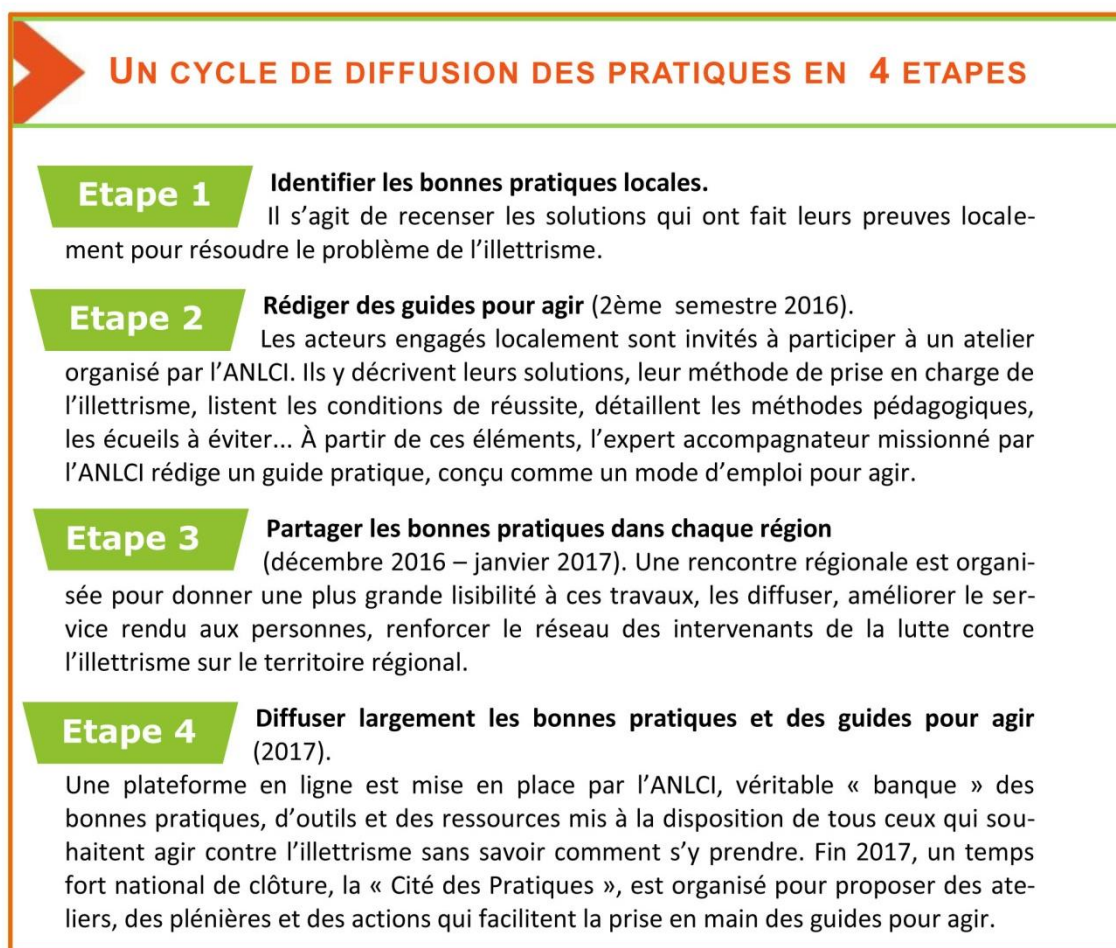 UN CYCLE DE DIFFUSION DES PRATIQUES EN 4 ETAPES
Etape 1
Identifier les bonnes pratiques locales.
Il s’agit de recenser les solutions qui ont fait leurs preuves locale-
ment pour résoudre le problème de l’illettrisme.
Etape 2
Rédiger des guides pour agir (2ème semestre 2016).
Les acteurs engagés localement sont invités à participer à un atelier
organisé par l’ANLCI. Ils y décrivent leurs solutions, leur méthode de prise en charge de
l’illettrisme, listent les conditions de réussite, détaillent les méthodes pédagogiques,
les écueils à éviter... À partir de ces éléments, l’expert accompagnateur missionné par
l’ANLCI rédige un guide pratique, conçu comme un mode d’emploi pour agir.
Etape 3
Partager les bonnes pratiques dans chaque région
(décembre 2016 – janvier 2017). Une rencontre régionale est organi-
sée pour donner une plus grande lisibilité à ces travaux, les diffuser, améliorer le ser-
vice rendu aux personnes, renforcer le réseau des intervenants de la lutte contre
l’illettrisme sur le territoire régional.
Etape 4
Diffuser largement les bonnes pratiques et des guides pour agir
(2017).
Une plateforme en ligne est mise en place par l’ANLCI, véritable « banque » des
bonnes pratiques, d’outils et des ressources mis à la disposition de tous ceux qui sou-
haitent agir contre l’illettrisme sans savoir comment s’y prendre. Fin 2017, un temps
fort national de clôture, la « Cité des Pratiques », est organisé pour proposer des ate-
liers, des plénières et des actions qui facilitent la prise en main des guides pour agir.